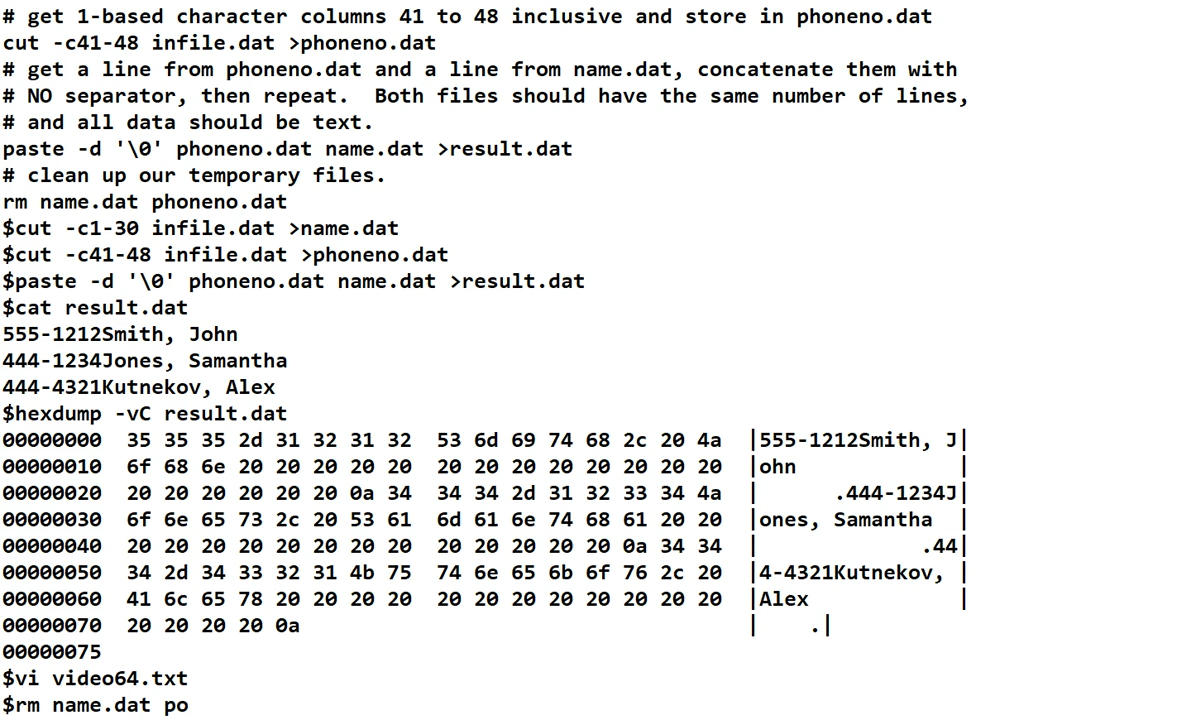 # get 1-based character columns 41 to 48 inclusive and store in phoneno.dat
cut -c41-48 infile.dat >phoneno.dat
# get a line from phoneno.dat and a line from name.dat, concatenate them with
# NO separator, then repeat.  Both files should have the same number of lines,
# and all data should be text.
paste -d '\0' phoneno.dat name.dat >result.dat
# clean up our temporary files.
rm name.dat phoneno.dat
$cut -c1-30 infile.dat >name.dat
$cut -c41-48 infile.dat >phoneno.dat
$paste -d '\0' phoneno.dat name.dat >result.dat
$cat result.dat
555-1212Smith, John
444-1234Jones, Samantha
444-4321Kutnekov, Alex
$hexdump -vC result.dat
00000000  35 35 35 2d 31 32 31 32  53 6d 69 74 68 2c 20 4a  |555-1212Smith, J|
00000010  6f 68 6e 20 20 20 20 20  20 20 20 20 20 20 20 20  |ohn             |
00000020  20 20 20 20 20 20 0a 34  34 34 2d 31 32 33 34 4a  |      .444-1234J|
00000030  6f 6e 65 73 2c 20 53 61  6d 61 6e 74 68 61 20 20  |ones, Samantha  |
00000040  20 20 20 20 20 20 20 20  20 20 20 20 20 0a 34 34  |             .44|
00000050  34 2d 34 33 32 31 4b 75  74 6e 65 6b 6f 76 2c 20  |4-4321Kutnekov, |
00000060  41 6c 65 78 20 20 20 20  20 20 20 20 20 20 20 20  |Alex            |
00000070  20 20 20 20 0a                                    |    .|
00000075
$vi video64.txt
$rm name.dat po